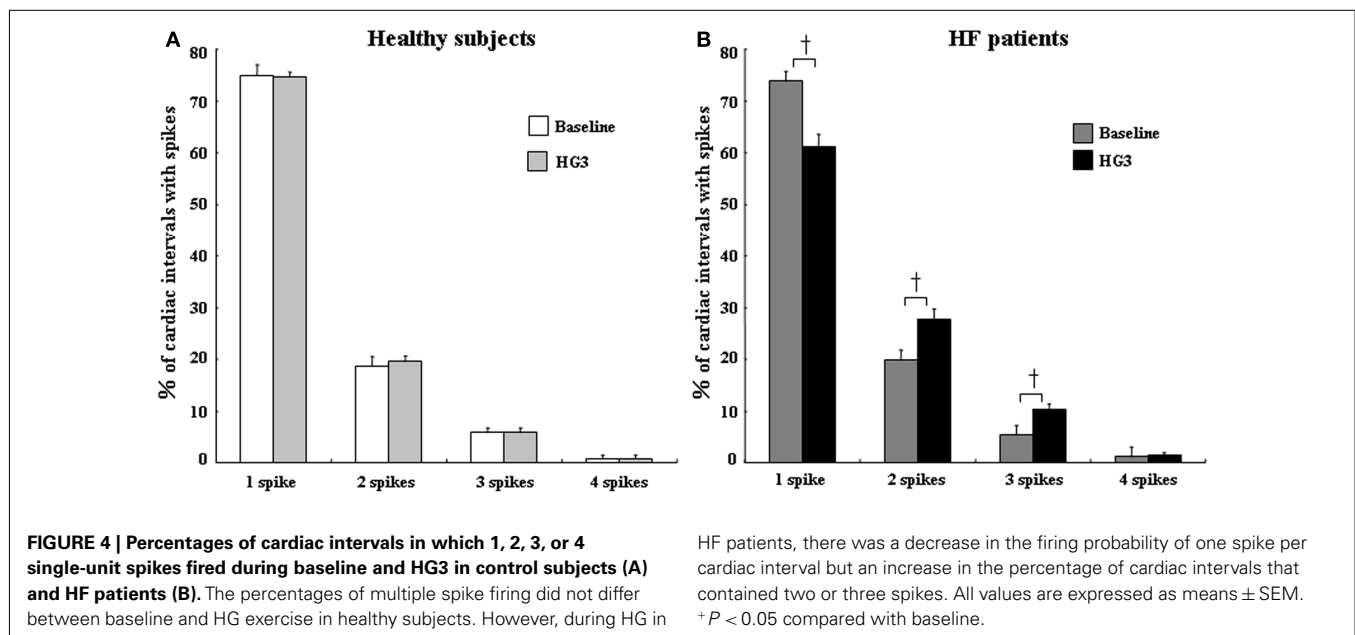 A
Healthy subjects
% of cardiac intervals with spikes
80
70
60
50
40
30
20
10
0
Baseline
HG3
1 spike
2 spikes
3 spikes
4 spikes
B
HF patients
% of cardiac intervals with spikes
80
70
60
50
40
30
20
10
0
†
†
†
Baseline
HG3
1 spike
2 spikes
3 spikes
4 spikes
FIGURE 4 | Percentages of cardiac intervals in which 1, 2, 3, or 4
single-unit spikes fired during baseline and HG3 in control subjects (A)
and HF patients (B). The percentages of multiple spike firing did not differ
between baseline and HG exercise in healthy subjects. However, during HG in
HF patients, there was a decrease in the firing probability of one spike per
cardiac interval but an increase in the percentage of cardiac intervals that
contained two or three spikes. All values are expressed as means ± SEM.
+P < 0.05 compared with baseline.